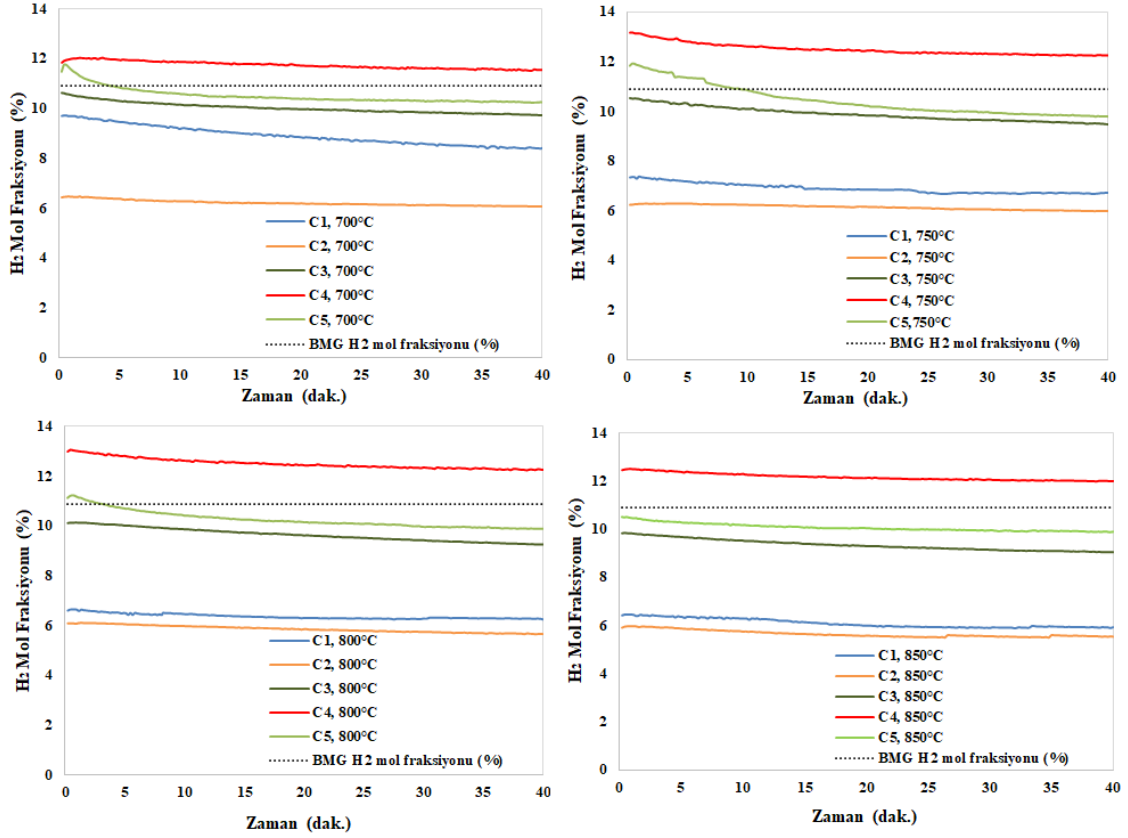 14
12
10
8
6
4
2
0
H₂ Mol Fraksiyonu (%)
C1, 700°C
C2, 700°C
C3, 700°C
C4, 700°C
C5, 700°C
BMG H2 mol fraksiyonu (%)
0 5 10 15 20 25 30 35 40
Zaman (dak.)
14
12
10
8
6
4
2
0
H₂ Mol Fraksiyonu (%)
C1, 750°C
C2, 750°C
C3, 750°C
C4, 750°C
C5,750°C
BMG H2 mol fraksiyonu (%)
0 5 10 15 20 25 30 35 40
Zaman (dak.)
14
12
10
8
6
4
2
0
H₂ Mol Fraksiyonu (%)
C1, 800°C
C2, 800°C
C3, 800°C
C4, 800°C
C5, 800°C
BMG H2 mol fraksiyonu (%)
0 5 10 15 20 25 30 35 40
Zaman (dak.)
14
12
10
8
6
4
2
0
H₂ Mol Fraksiyonu (%)
C1, 850°C
C2, 850°C
C3, 850°C
C4, 850°C
C5, 850°C
BMG H2 mol fraksiyonu (%)
0 5 10 15 20 25 30 35 40
Zaman (dak.)